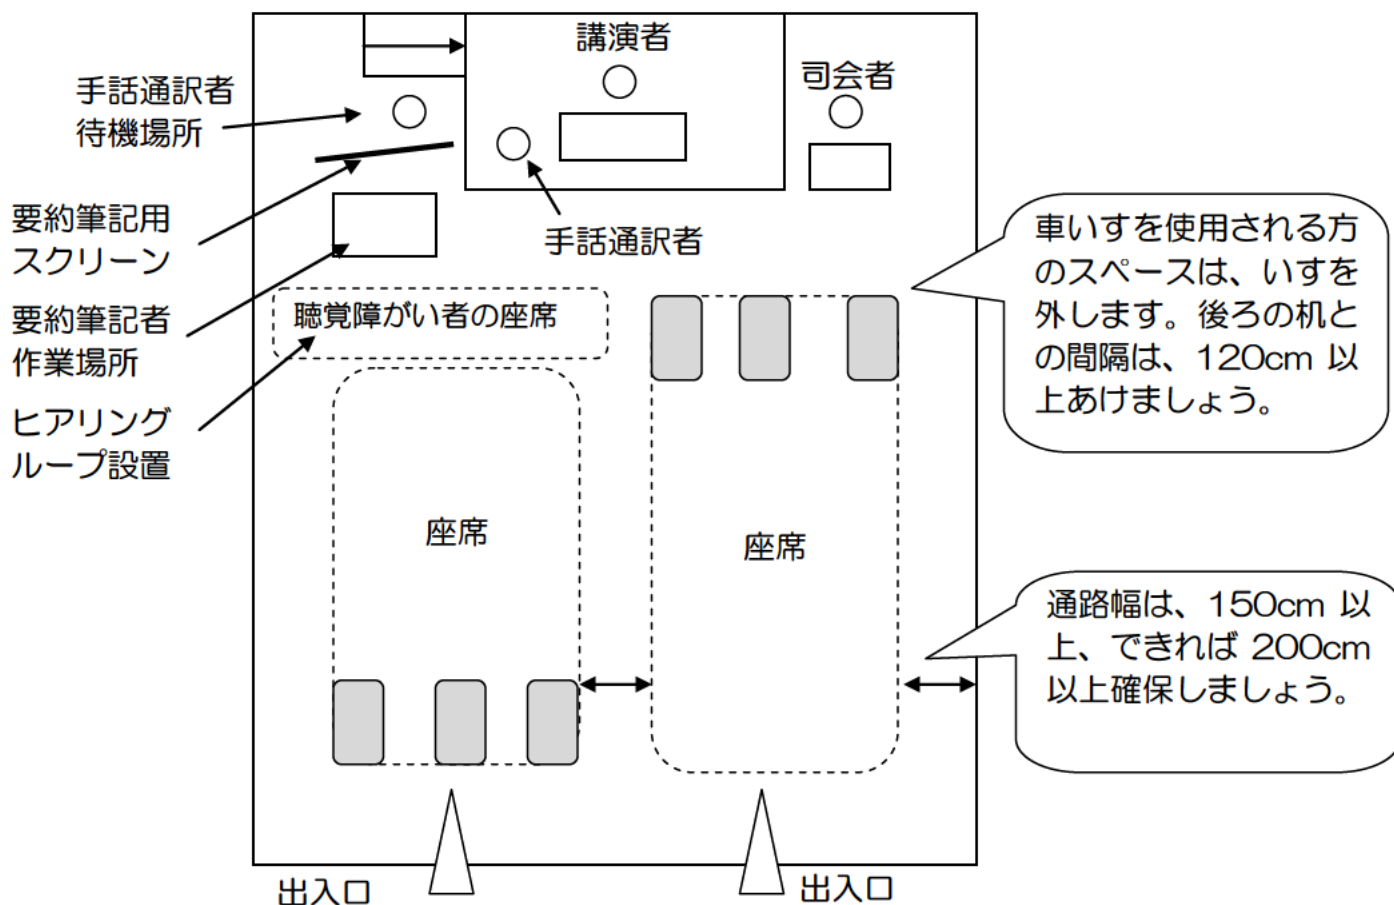 講演者
司会者
手話通訳者
待機場所
要約筆記用
スクリーン
手話通訳者
要約筆記者
作業場所
聴覚障がい者の座席
ヒアリング
ループ設置
車いすを使用される方
のスペースは、いすを
外します。後ろの机と
の間隔は、120cm 以
上あけましょう。
座席
座席
通路幅は、150cm 以
上、できれば 200cm
以上確保しましょう。
出入口
出入口